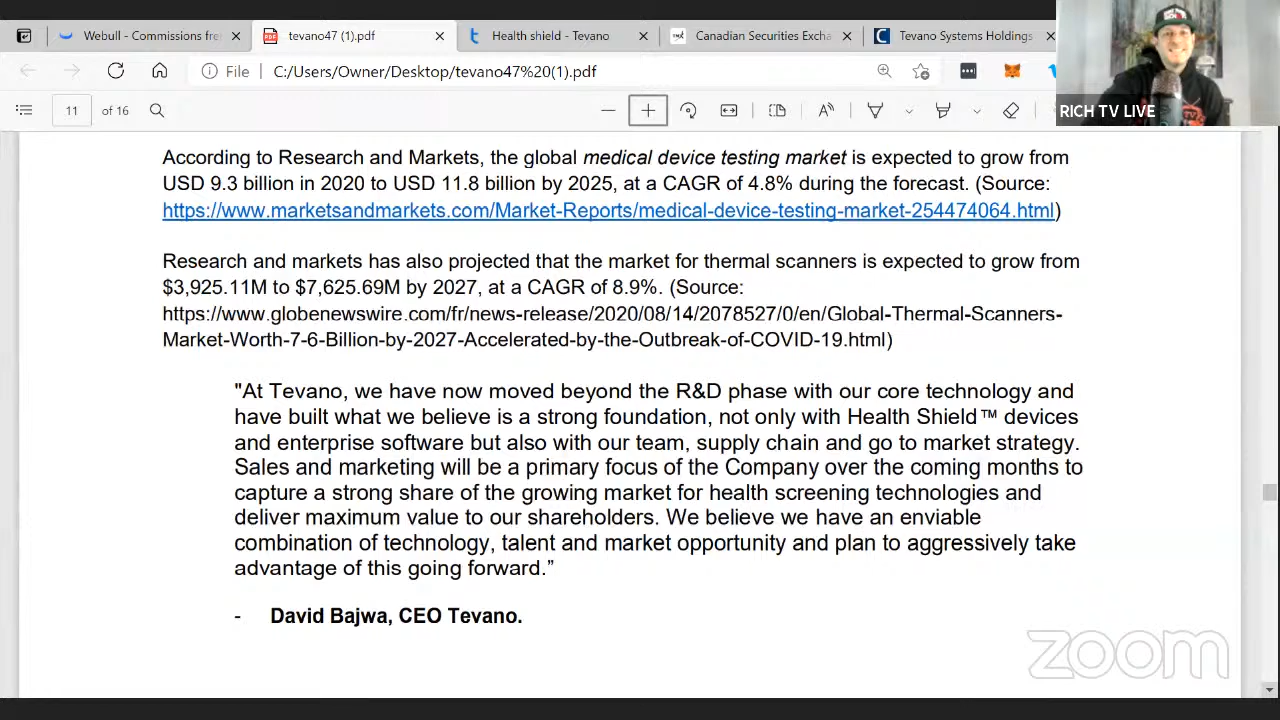 Webull - Commissions fre
tevano47 (1).pdf
Health shield - Tevano
Canadian Securities Excha
Tevano Systems Holdings
File
C:/Users/Owner/Desktop/tevano47%20(1).pdf
11 of 16
RICH TV LIVE
According to Research and Markets, the global medical device testing market is expected to grow from
USD 9.3 billion in 2020 to USD 11.8 billion by 2025, at a CAGR of 4.8% during the forecast. (Source:
https://www.marketsandmarkets.com/Market-Reports/medical-device-testing-market-254474064.html)
Research and markets has also projected that the market for thermal scanners is expected to grow from
$3,925.11M to $7,625.69M by 2027, at a CAGR of 8.9%. (Source:
https://www.globenewswire.com/fr/news-release/2020/08/14/2078527/0/en/Global-Thermal-Scanners-
Market-Worth-7-6-Billion-by-2027-Accelerated-by-the-Outbreak-of-COVID-19.html)
"At Tevano, we have now moved beyond the R&D phase with our core technology and
have built what we believe is a strong foundation, not only with Health Shield™ devices
and enterprise software but also with our team, supply chain and go to market strategy.
Sales and marketing will be a primary focus of the Company over the coming months to
capture a strong share of the growing market for health screening technologies and
deliver maximum value to our shareholders. We believe we have an enviable
combination of technology, talent and market opportunity and plan to aggressively take
advantage of this going forward.”
- David Bajwa, CEO Tevano.
zoom